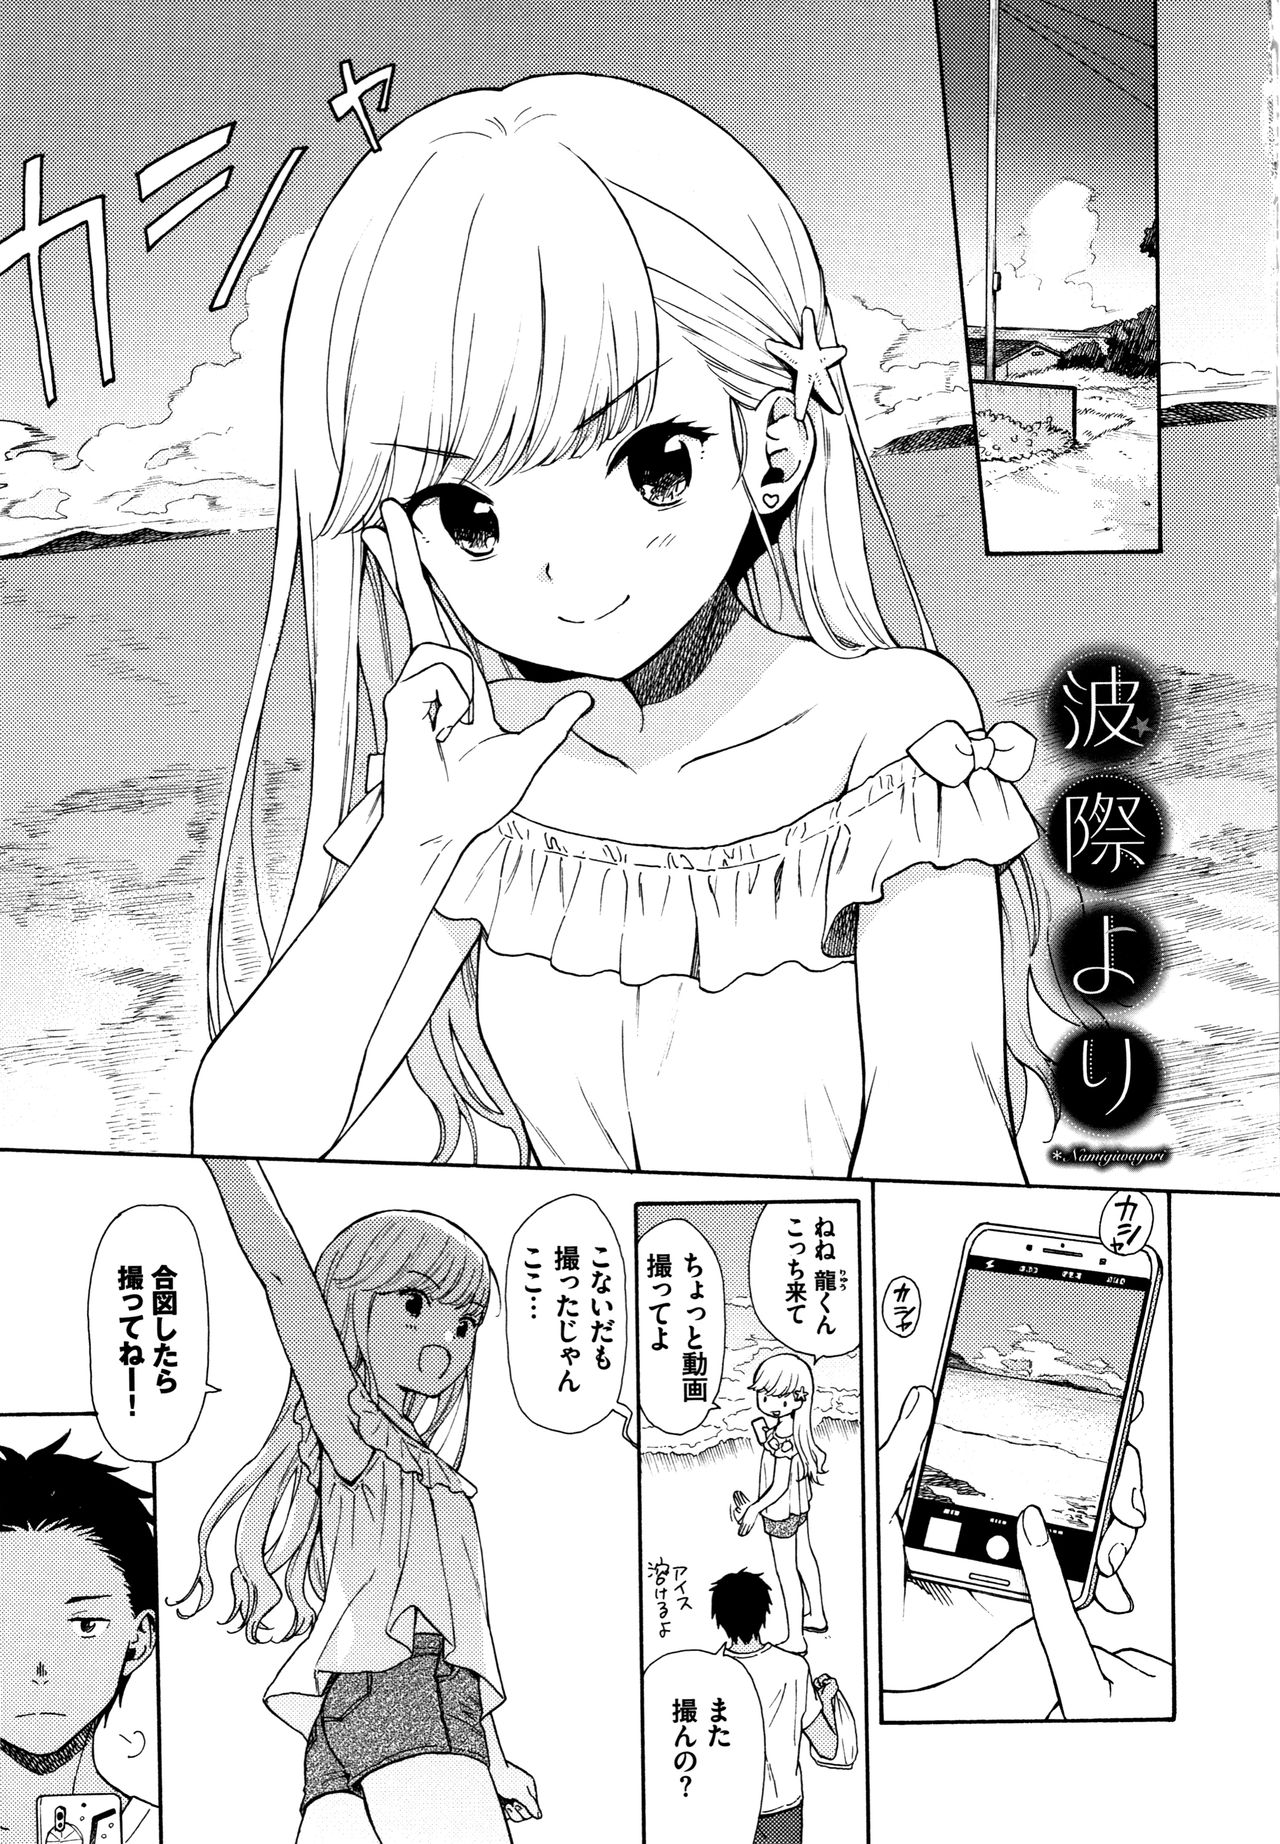 カシャ
波際より
*Namigiwayori
カシャ
カシャ
ねね龍くん
りゅう
こっち来て
ちょっと動画
撮ってよ
アイス
溶けるよ
また
撮んの?
こないだも
撮ったじゃん
ここ…
合図したら
撮ってねー!